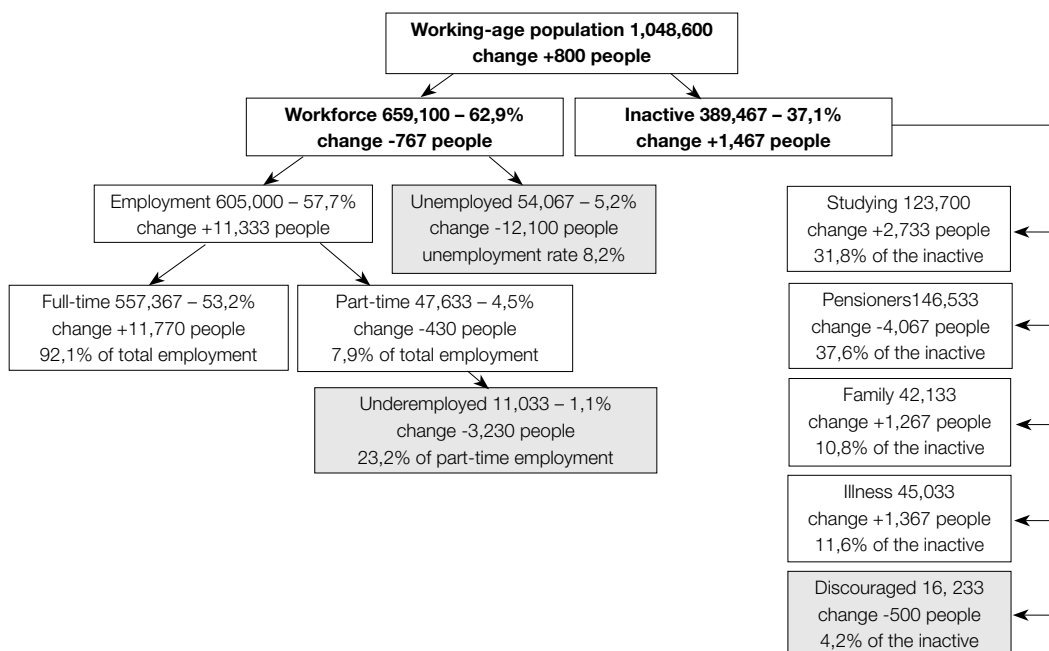 Working-age population 1,048,600
change +800 people
Workforce 659,100 – 62,9%
change -767 people
Inactive 389,467 – 37,1%
change +1,467 people
Employment 605,000 – 57,7%
change +11,333 people
Unemployed 54,067 – 5,2%
change -12,100 people
unemployment rate 8,2%
Full-time 557,367 – 53,2%
change +11,770 people
92,1% of total employment
Part-time 47,633 – 4,5%
change -430 people
7,9% of total employment
Underemployed 11,033 – 1,1%
change -3,230 people
23,2% of part-time employment
Studying 123,700
change +2,733 people
31,8% of the inactive
Pensioners146,533
change -4,067 people
37,6% of the inactive
Family 42,133
change +1,267 people
10,8% of the inactive
Illness 45,033
change +1,367 people
11,6% of the inactive
Discouraged 16, 233
change -500 people
4,2% of the inactive